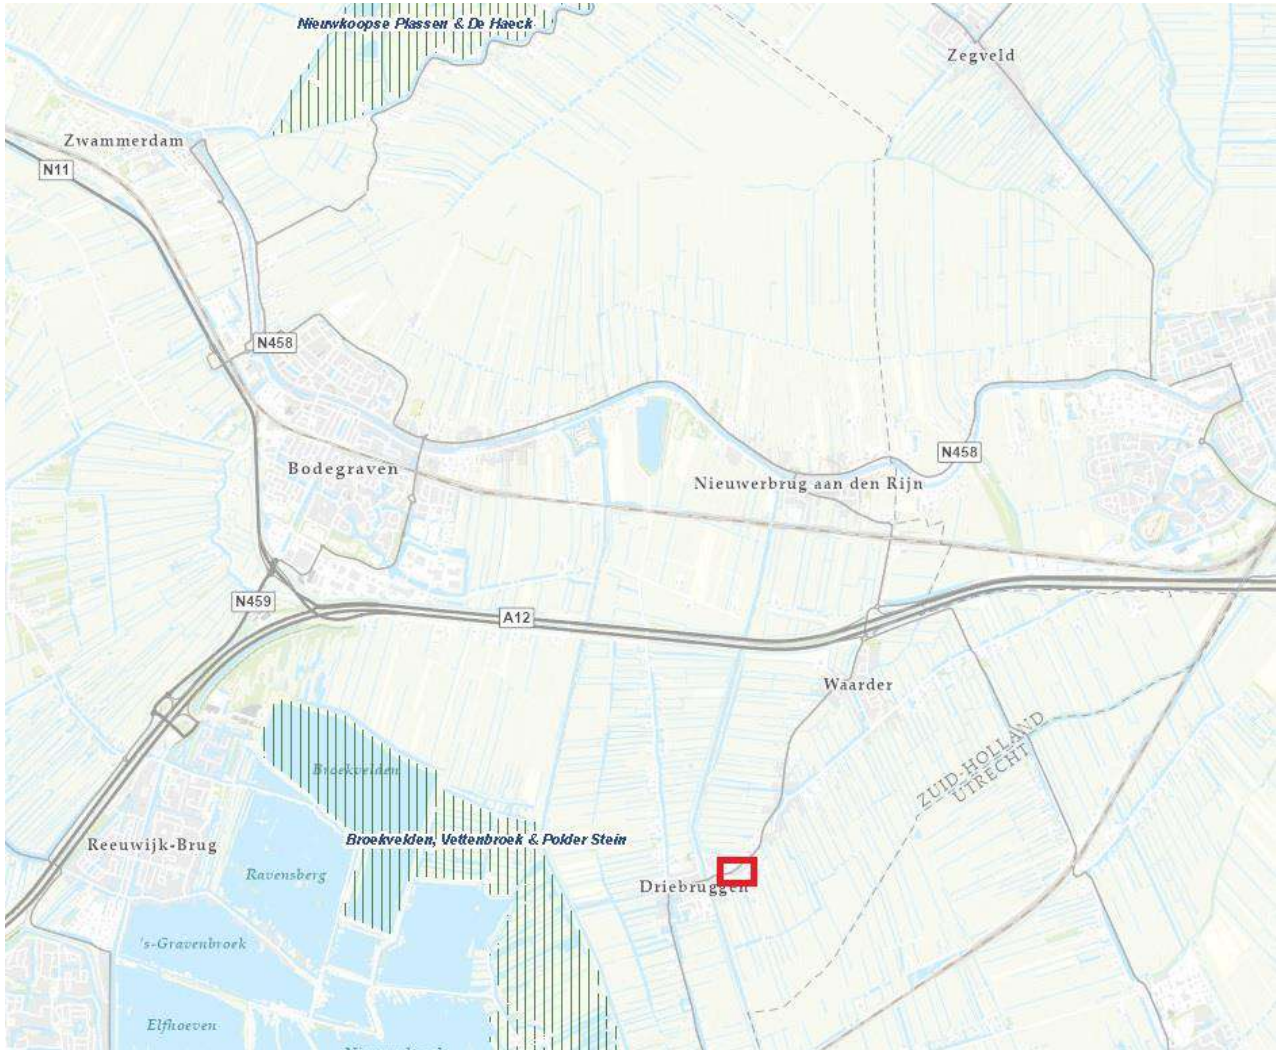 Nieuwkoopse Plassen & De Haeck
Zegveld
Zwammerdam
N11
N458
Bodegraven
N458
Nieuwerbrug aan den Rijn
N459
A12
Waarder
ZUID-HOLLAND
UTRECHT
Broekvelden
Broekvelden, Vettenbroek & Polder Stein
Reeuwijk-Brug
Ravensberg
Driebruggen
's-Gravenbroek
Elfhoeven